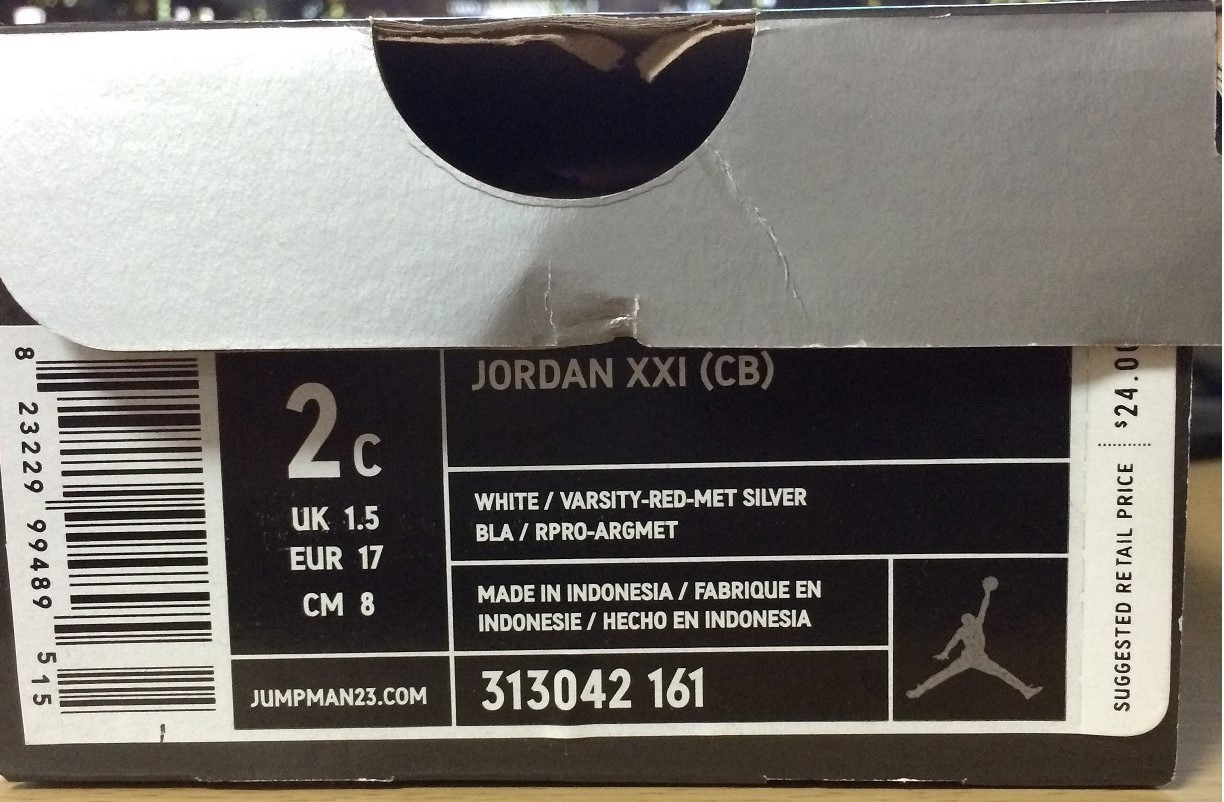 8 23229 99489 515
2 C
UK 1.5
EUR 17
CM 8
JUMPMAN23.COM
JORDAN XXI (CB)
WHITE / VARSITY-RED-MET SILVER
BLA / RPRO-ARGMET
MADE IN INDONESIA / FABRIQUE EN
INDONESIE / HECHO EN INDONESIA
313042 161
SUGGESTED RETAIL PRICE $24.00